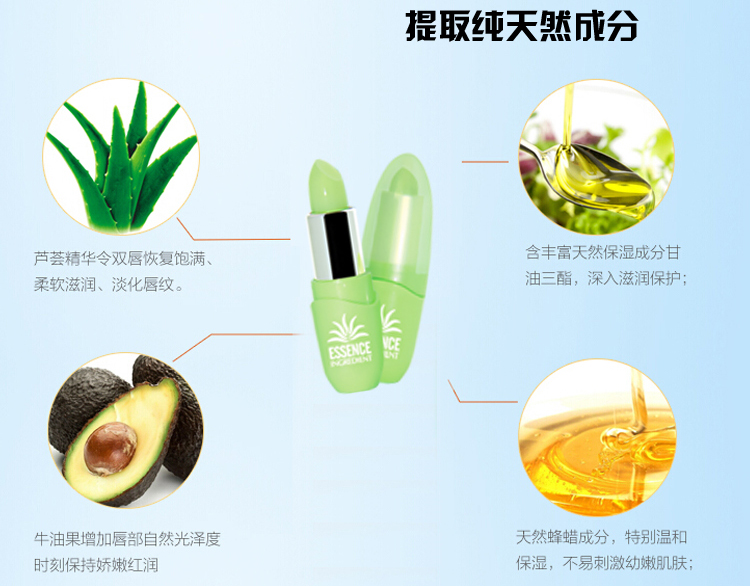 提取纯天然成分
芦荟精华令双唇恢复饱满、
柔软滋润、淡化唇纹。
含丰富天然保湿成分甘
油三酯，深入滋润保护；
ESSENCE
INGREDIENT
NCE
DIENT
牛油果增加唇部自然光泽度
时刻保持娇嫩红润
天然蜂蜡成分，特别温和
保湿，不易刺激幼嫩肌肤；